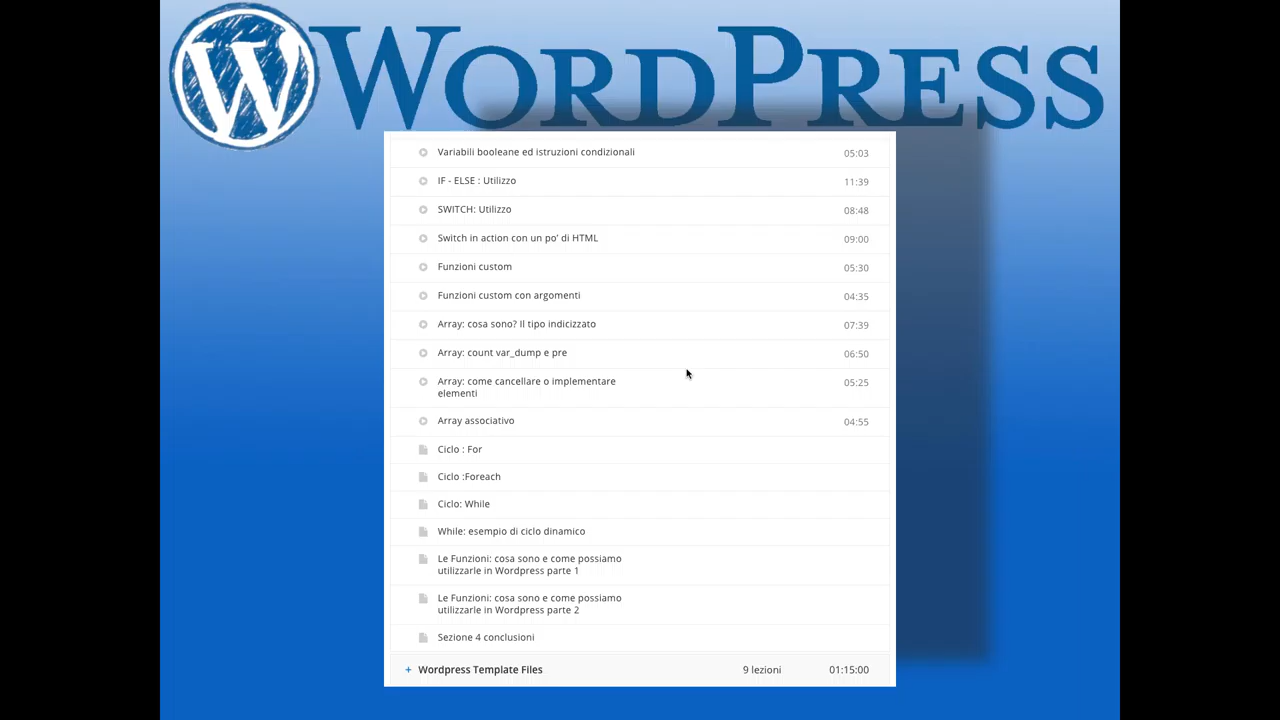 WORDPRESS
Variabili booleane ed istruzioni condizionali 05:03
IF - ELSE : Utilizzo 11:39
SWITCH: Utilizzo 08:48
Switch in action con un po' di HTML 09:00
Funzioni custom 05:30
Funzioni custom con argomenti 04:35
Array: cosa sono? Il tipo indicizzato 07:39
Array: count var_dump e pre 06:50
Array: come cancellare o implementare 05:25
elementi
Array associativo 04:55
Ciclo : For
Ciclo :Foreach
Ciclo: While
While: esempio di ciclo dinamico
Le Funzioni: cosa sono e come possiamo
utilizzarle in Wordpress parte 1
Le Funzioni: cosa sono e come possiamo
utilizzarle in Wordpress parte 2
Sezione 4 conclusioni
+ Wordpress Template Files 9 lezioni 01:15:00